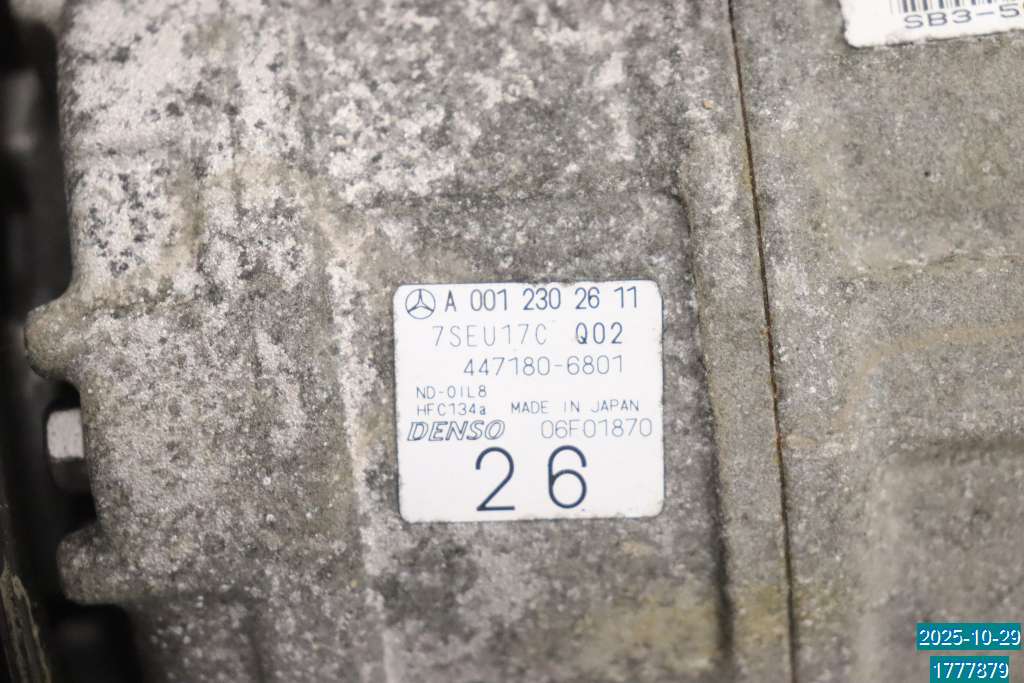 SB3-5
A 001 230 26 11
7SEU17C Q02
447180-6801
ND-OIL8
HFC134a MADE IN JAPAN
DENSO 06F01870
26
2025-10-29
1777879